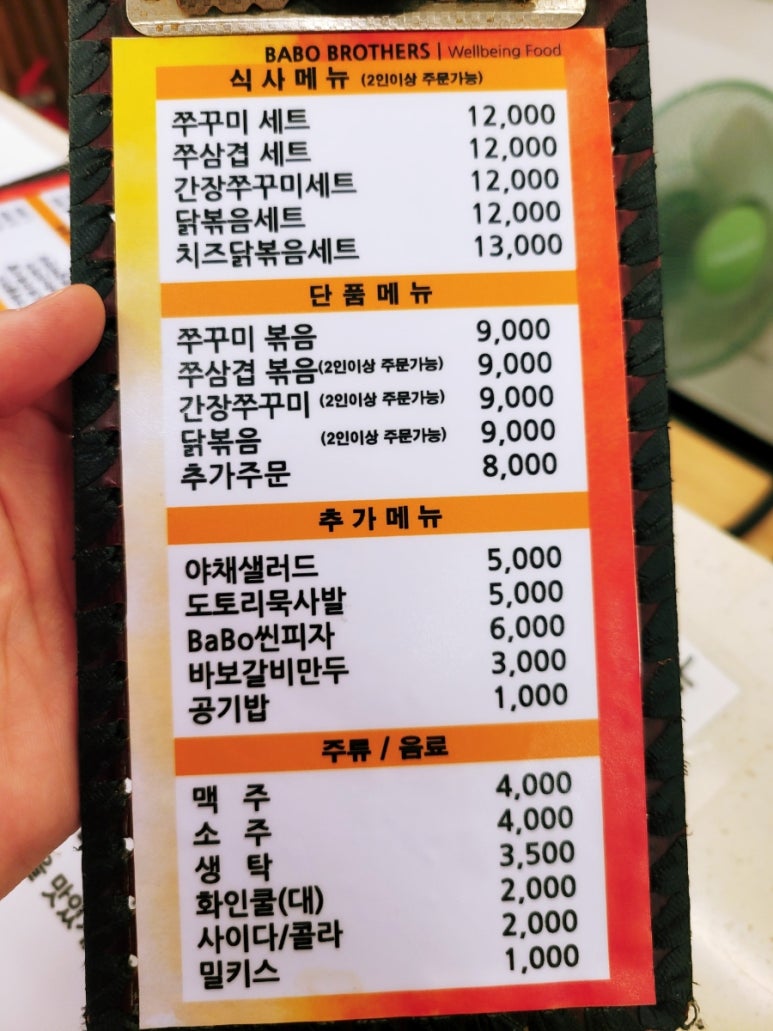 BABO BROTHERS | Wellbeing Food
식사메뉴 (2인이상 주문가능)
쭈꾸미 세트 12,000
쭈삼겹 세트 12,000
간장쭈꾸미세트 12,000
닭볶음세트 12,000
치즈닭볶음세트 13,000
단품메뉴
쭈꾸미 볶음 9,000
쭈삼겹 볶음(2인이상 주문가능) 9,000
간장쭈꾸미 (2인이상 주문가능) 9,000
닭볶음 (2인이상 주문가능) 9,000
추가주문 8,000
추가메뉴
야채샐러드 5,000
도토리묵사발 5,000
BaBo씬피자 6,000
바보갈비만두 3,000
공기밥 1,000
주류 / 음료
맥 주 4,000
소 주 4,000
생 탁 3,500
화인쿨(대) 2,000
사이다/콜라 2,000
밀키스 1,000